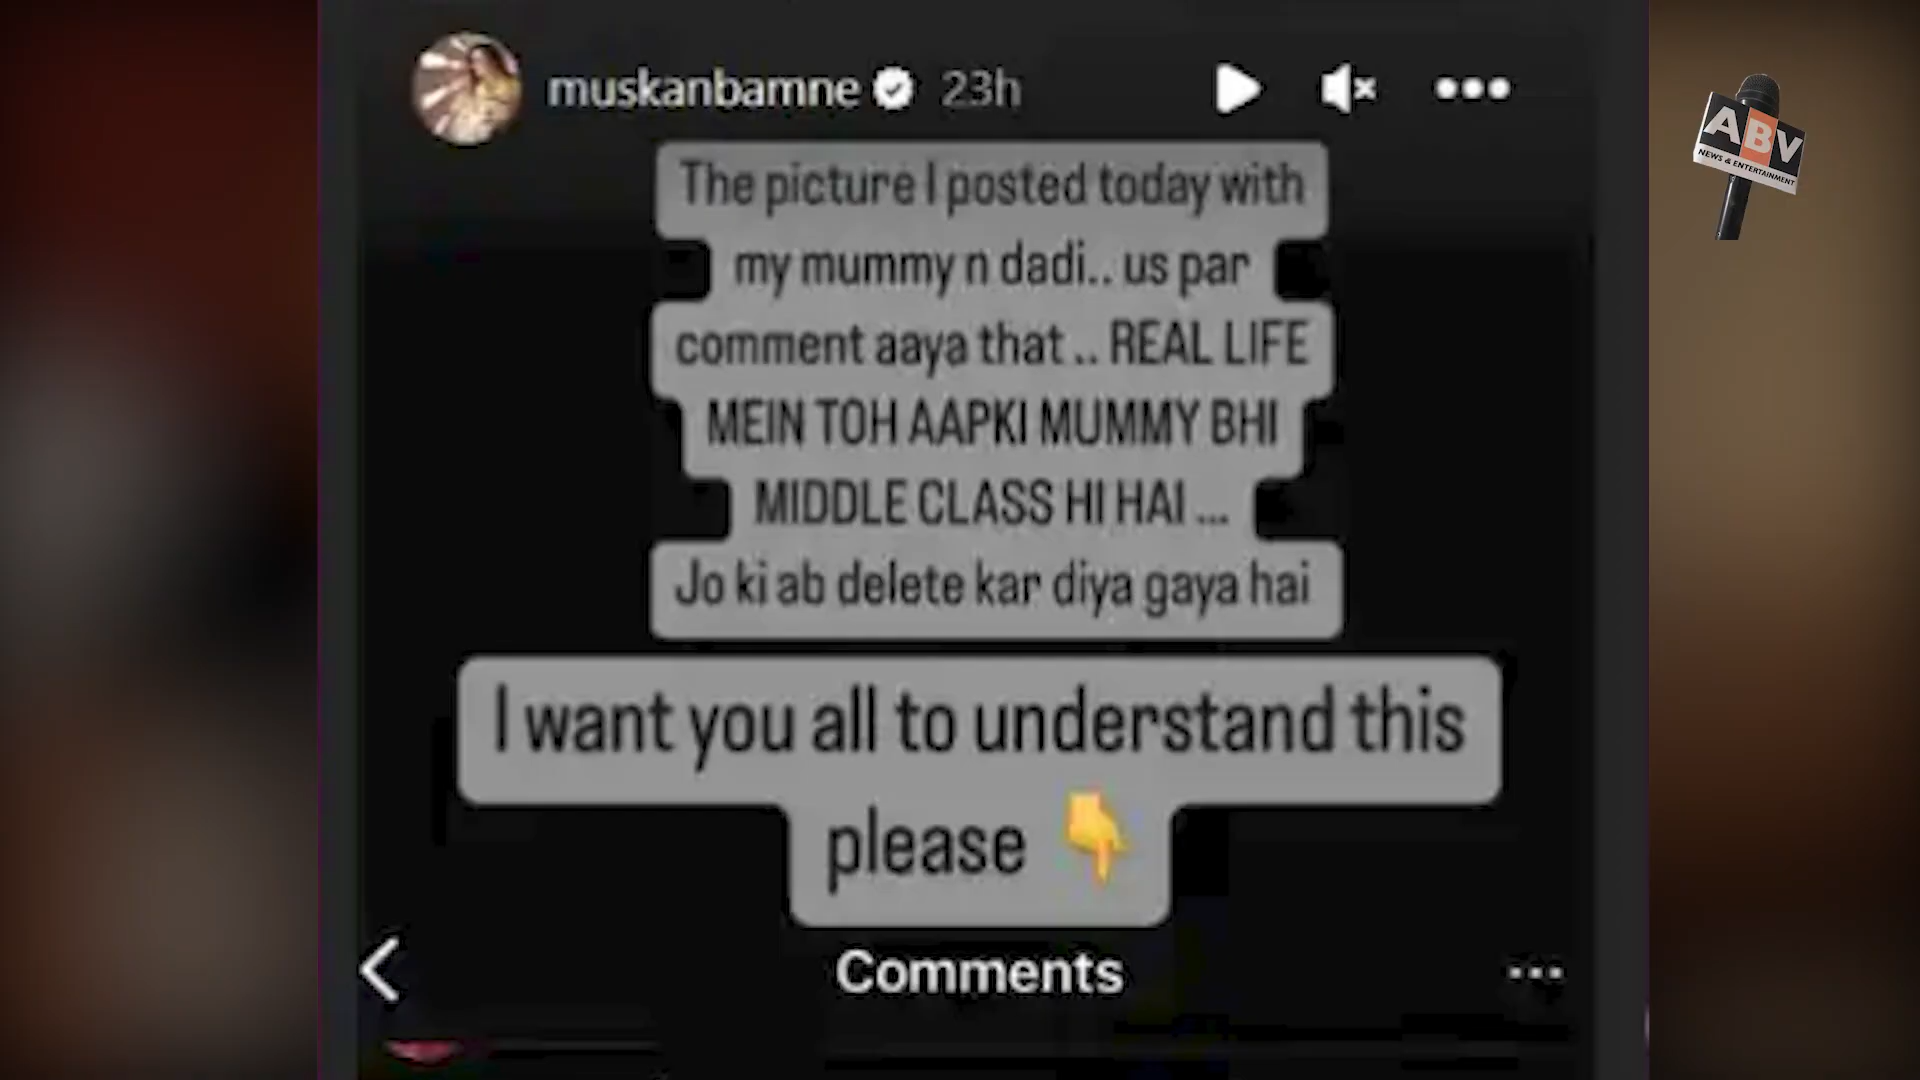 muskanbamne 23h
ABV
NEWS & ENTERTAINMENT
The picture I posted today with
my mummy n dadi.. us par
comment aaya that .. REAL LIFE
MEIN TOH AAPKI MUMMY BHI
MIDDLE CLASS HI HAI ...
Jo ki ab delete kar diya gaya hai
I want you all to understand this
please 👇
Comments